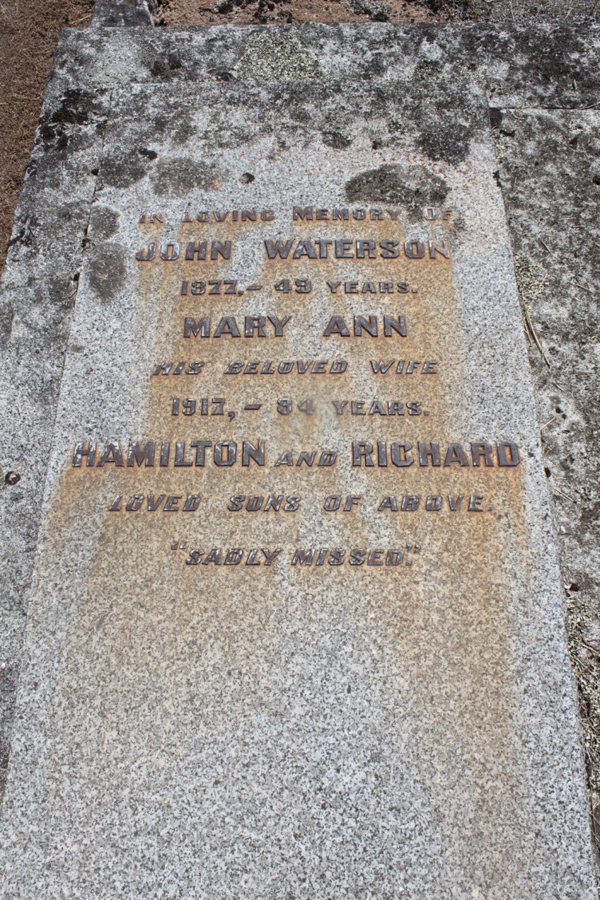 IN LOVING MEMORY OF
JOHN WATERSON
1877,– 49 YEARS.
MARY ANN
HIS BELOVED WIFE
1917,– 84 YEARS.
HAMILTON AND RICHARD
LOVED SONS OF ABOVE.
"SADLY MISSED."